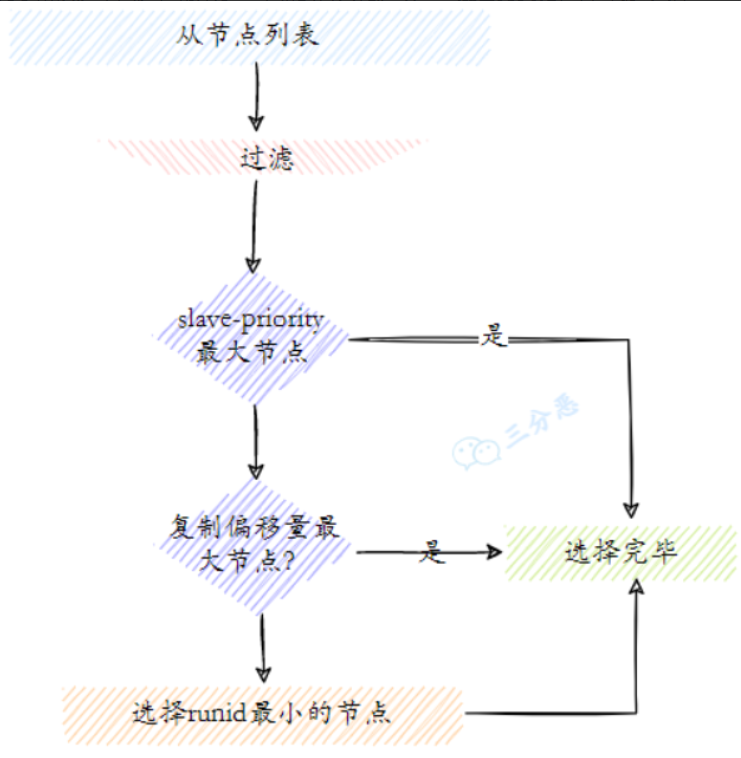 从节点列表
过滤
slave-priority
最大节点
是
三分恶
复制偏移量最
大节点?
是
选择完毕
选择runid最小的节点